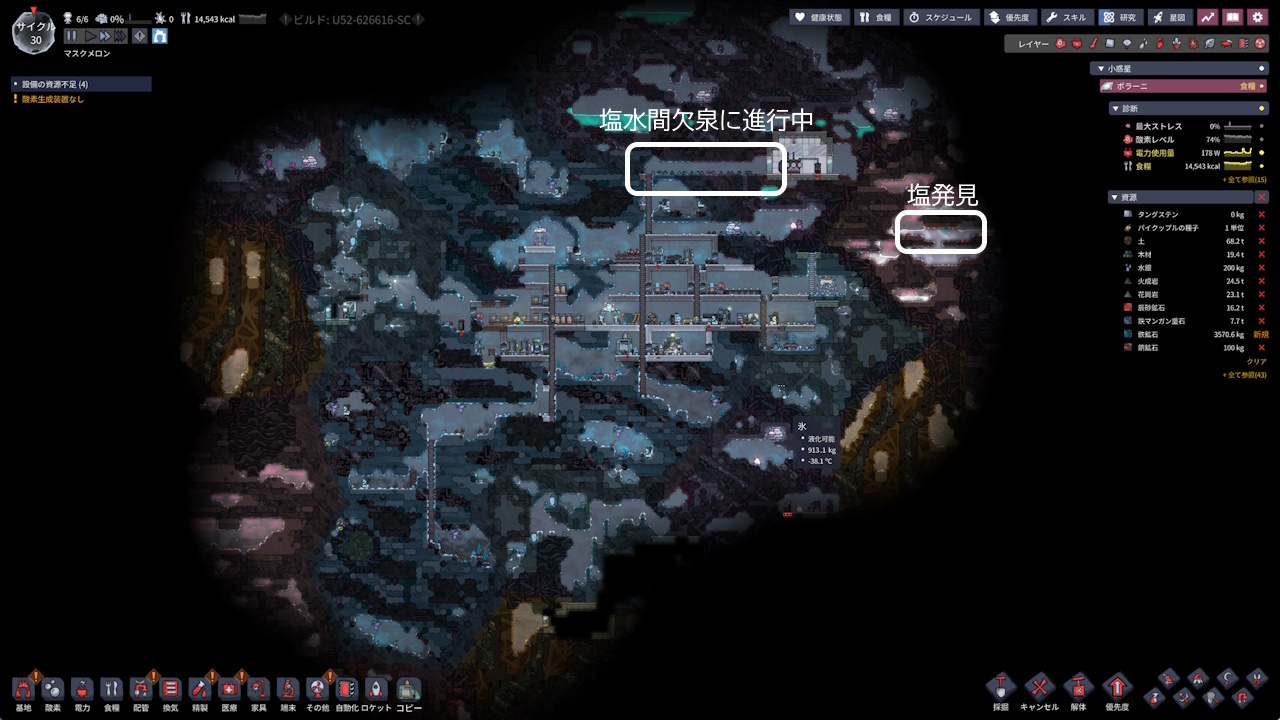 サイクル
30
6/6
0%
0
14,543 kcal
ビルド: U52-626616-SC
マスクメロン
健康状態
食糧
スケジュール
優先度
スキル
研究
星図
レイヤー
設備の資源不足 (4)
酸素生成装置なし
小惑星
ボラーニ
食糧
診断
最大ストレス 0%
酸素レベル 74%
電力使用量 178 W
食糧 14,543 kcal
+ 全て参照(15)
資源
タングステン 0 kg
パイクップルの種子 1 単位
土 68.2 t
木材 19.4 t
水銀 200 kg
火成岩 24.5 t
花崗岩 23.1 t
辰砂鉱石 16.2 t
鉄マンガン重石 7.7 t
鉄鉱石 3570.6 kg 新規
銅鉱石 100 kg
クリア
+ 全て参照(43)
塩水間欠泉に進行中
塩発見
氷
液化可能
913.1 kg
-38.1 ℃
基地
酸素
電力
食糧
配管
換気
精製
医療
家具
端末
その他
自動化
ロケット
コピー
採掘
キャンセル
解体
優先度